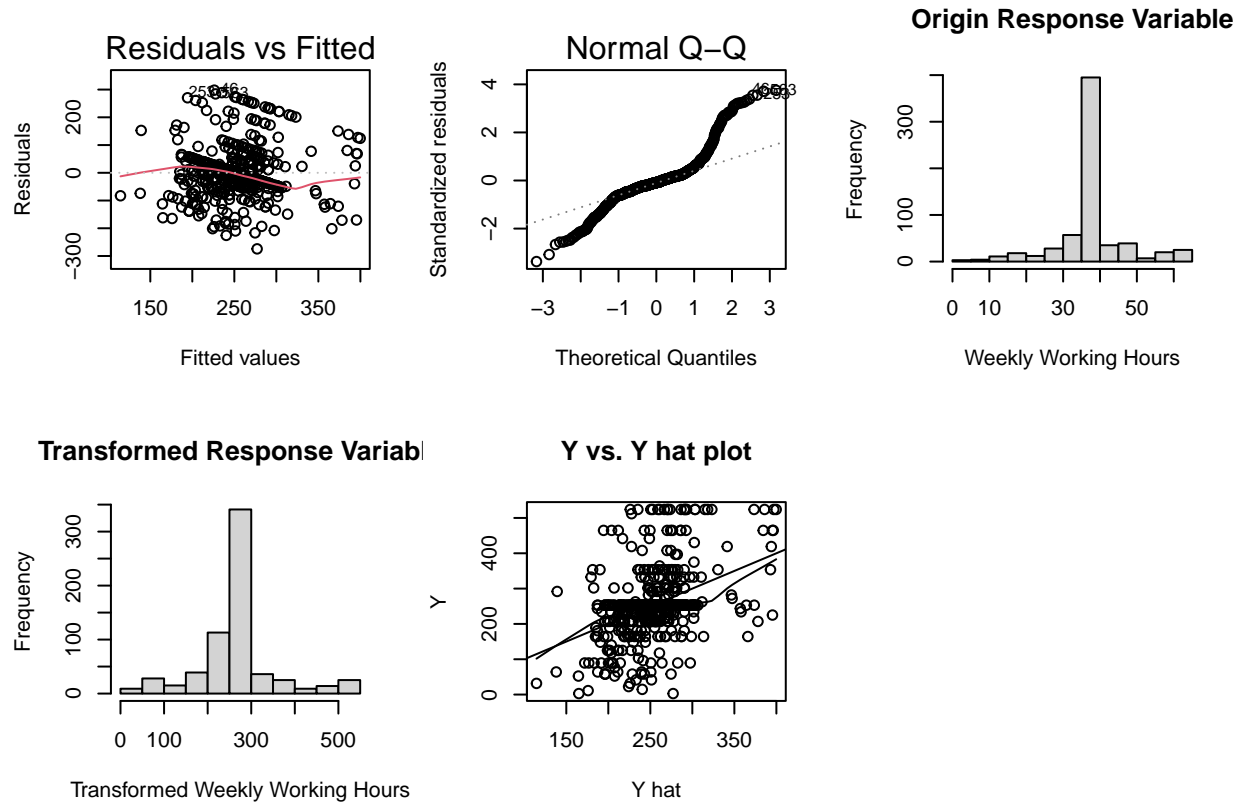 Residuals vs Fitted
Residuals
200
0
−300
150
250
350
Fitted values
Normal Q−Q
Standardized residuals
4
2
0
−2
−3
−1
0
1
2
3
Theoretical Quantiles
Origin Response Variable
Frequency
300
100
0
0
10
30
50
Weekly Working Hours
Transformed Response Variabl
Frequency
300
200
100
0
0
100
300
500
Transformed Weekly Working Hours
Y vs. Y hat plot
Y
400
200
0
150
250
350
Y hat